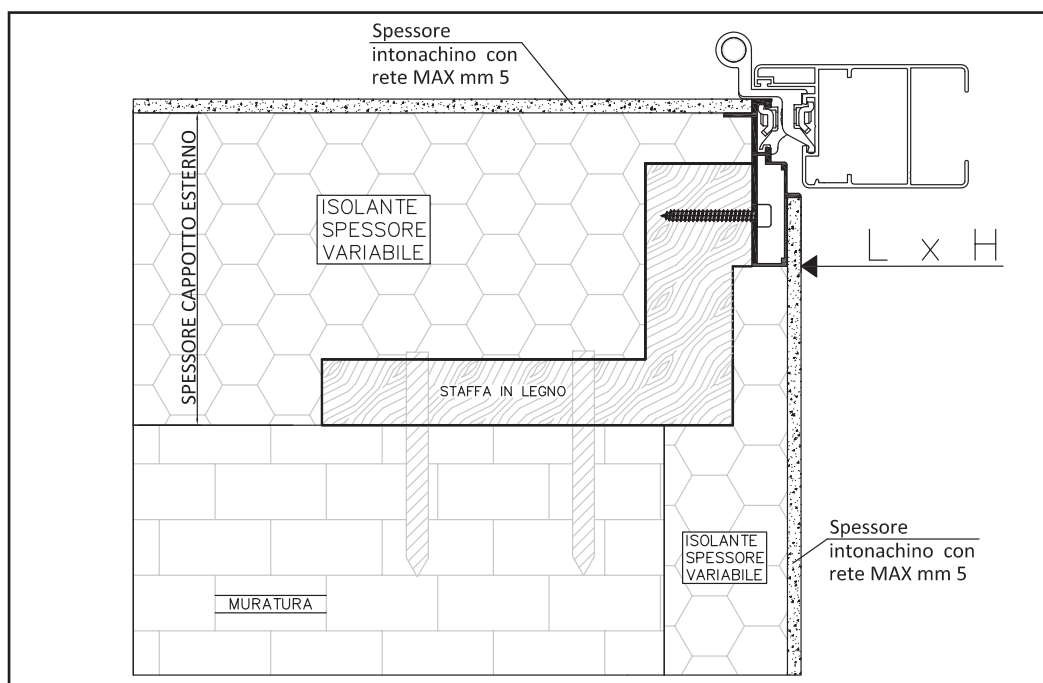 Spessore
intonachino con
rete MAX mm 5
SPESSORE CAPPOTTO ESTERNO
ISOLANTE
SPESSORE
VARIABILE
L x H
STAFFA IN LEGNO
Spessore
intonachino con
rete MAX mm 5
ISOLANTE
SPESSORE
VARIABILE
MURATURA